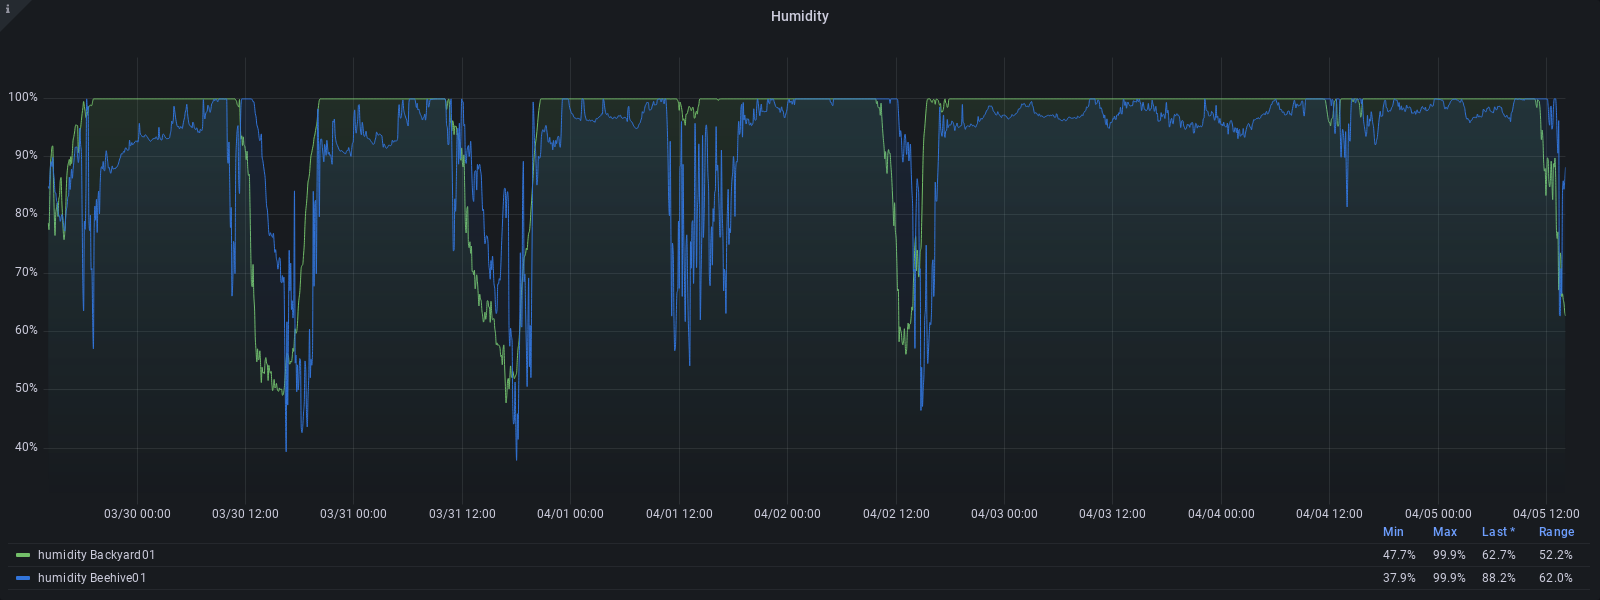 i
Humidity
100%
90%
80%
70%
60%
50%
40%
03/30 00:00 03/30 12:00 03/31 00:00 03/31 12:00 04/01 00:00 04/01 12:00 04/02 00:00 04/02 12:00 04/03 00:00 04/03 12:00 04/04 00:00 04/04 12:00 04/05 00:00 04/05 12:00
Min Max Last * Range
humidity Backyard01 47.7% 99.9% 62.7% 52.2%
humidity Beehive01 37.9% 99.9% 88.2% 62.0%